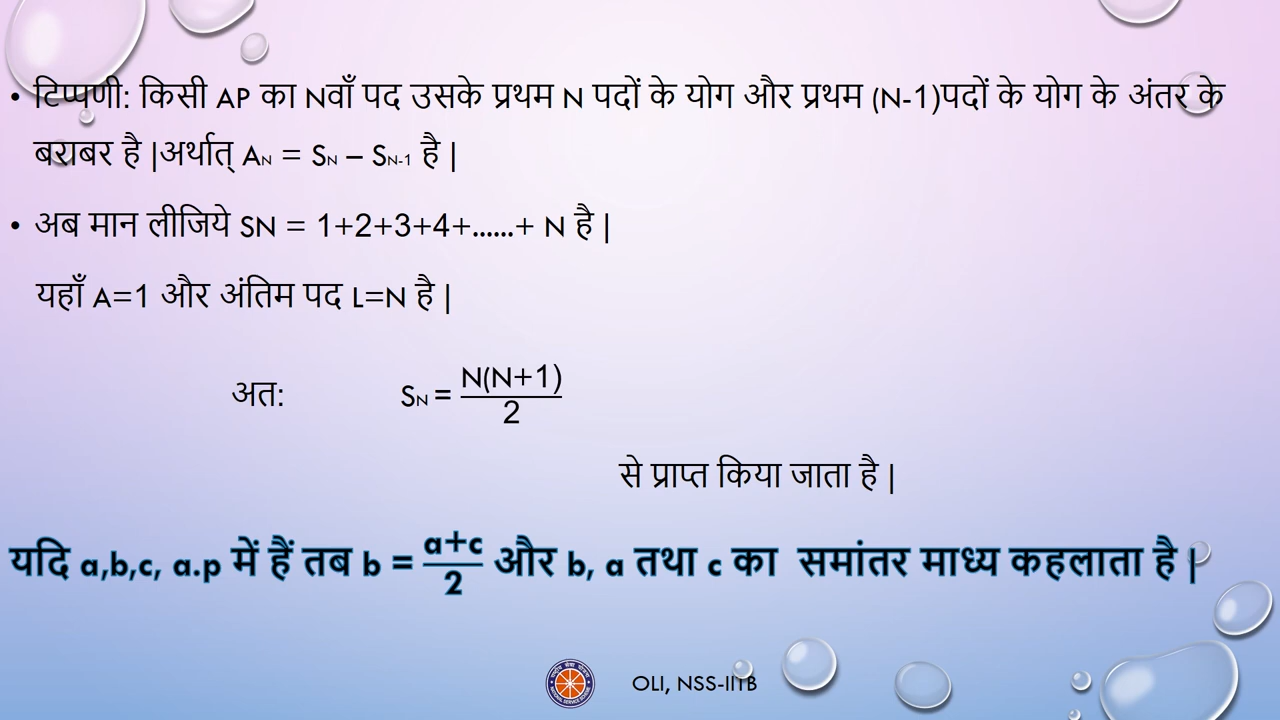 • टिप्पणी: किसी AP का Nवाँ पद उसके प्रथम N पदों के योग और प्रथम (N-1)पदों के योग के अंतर के
बराबर है |अर्थात् AN = SN – SN-1 है |
• अब मान लीजिये SN = 1+2+3+4+......+ N है |
यहाँ A=1 और अंतिम पद L=N है |
अत: SN = N(N+1)/2
से प्राप्त किया जाता है |
यदि a,b,c, a.p में हैं तब b = a+c/2 और b, a तथा c का समांतर माध्य कहलाता है |
OLI, NSS-IITB